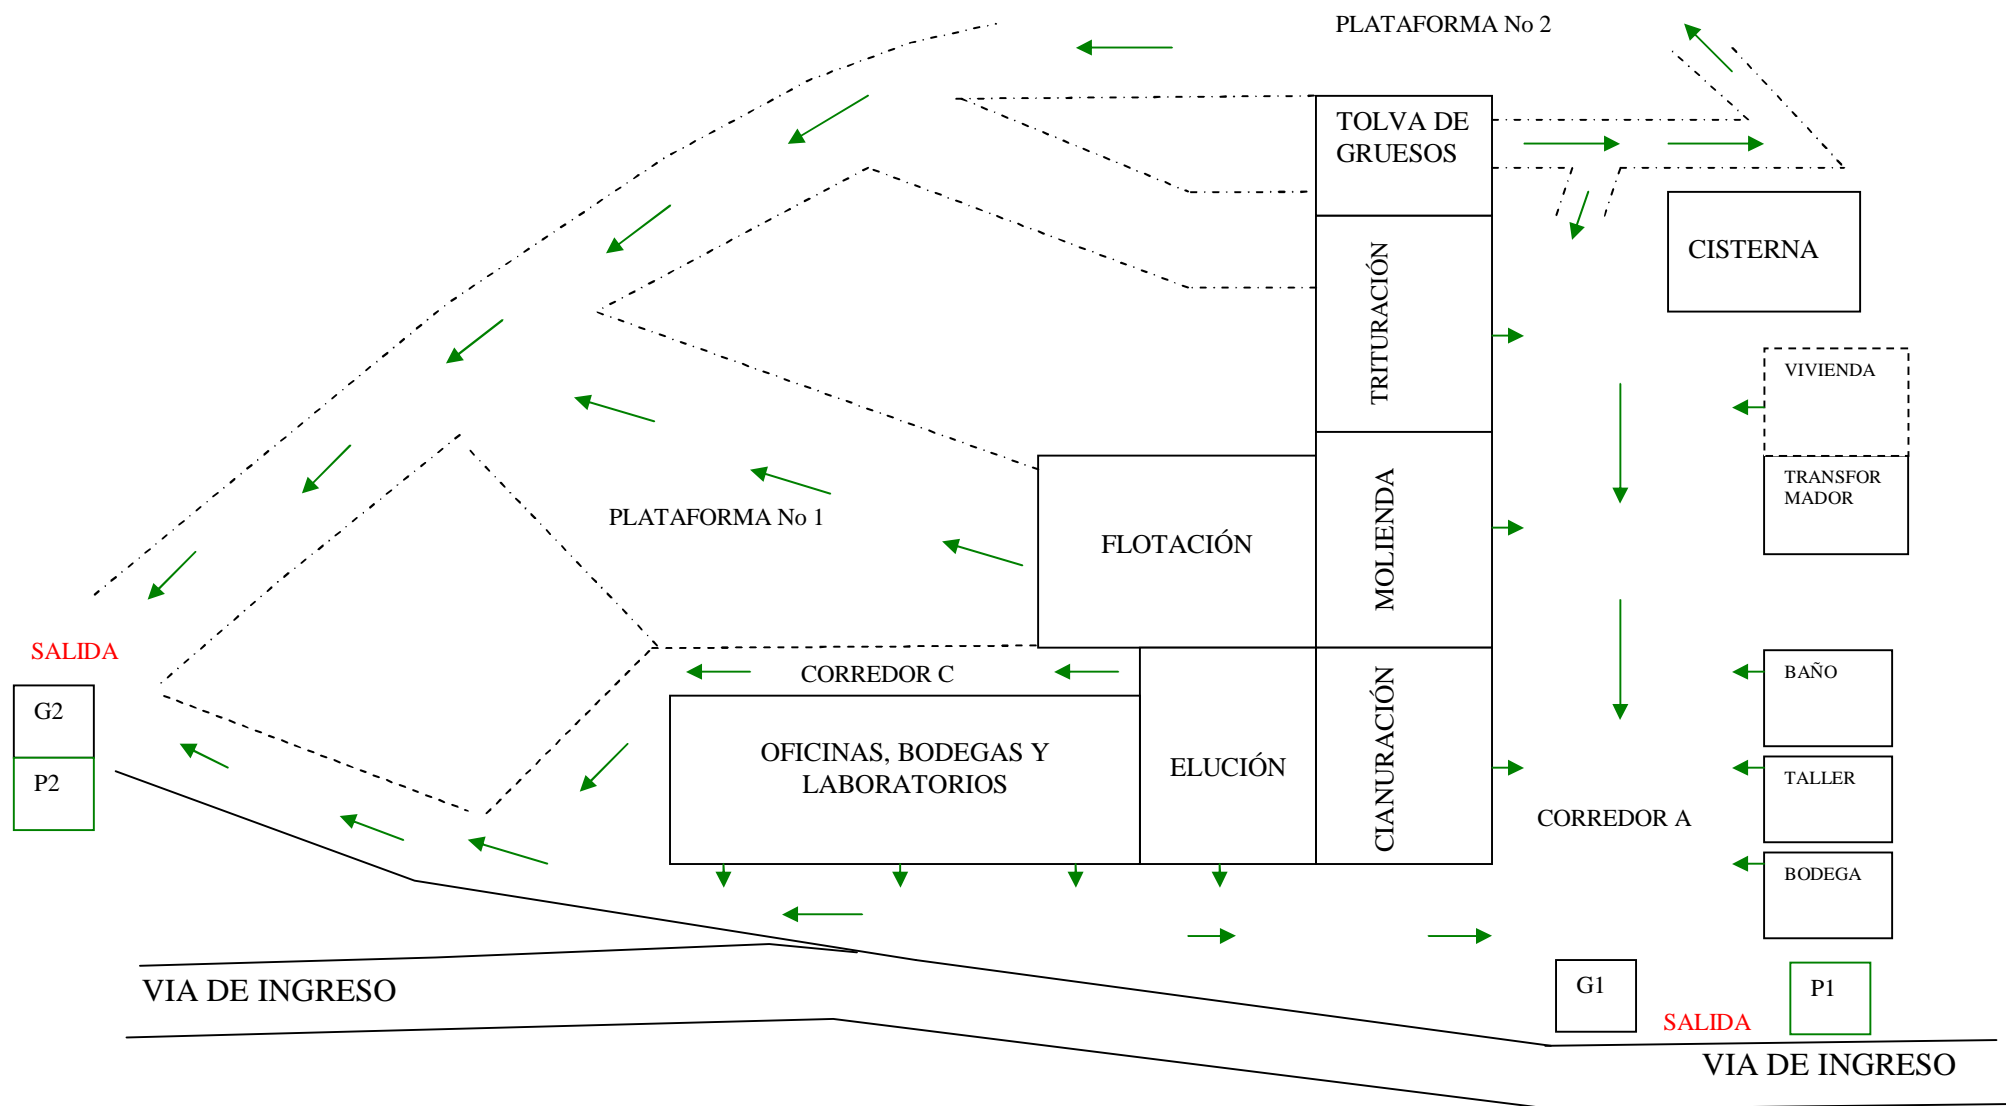 PLATAFORMA No 2
TOLVA DE
GRUESOS
CISTERNA
TRITURACIÓN
VIVIENDA
TRANSFOR
MADOR
MOLIENDA
PLATAFORMA No 1
FLOTACIÓN
SALIDA
CORREDOR C
BAÑO
G2
CIANURACIÓN
OFICINAS, BODEGAS Y
LABORATORIOS
ELUCIÓN
P2
TALLER
CORREDOR A
BODEGA
VIA DE INGRESO
G1
P1
SALIDA
VIA DE INGRESO